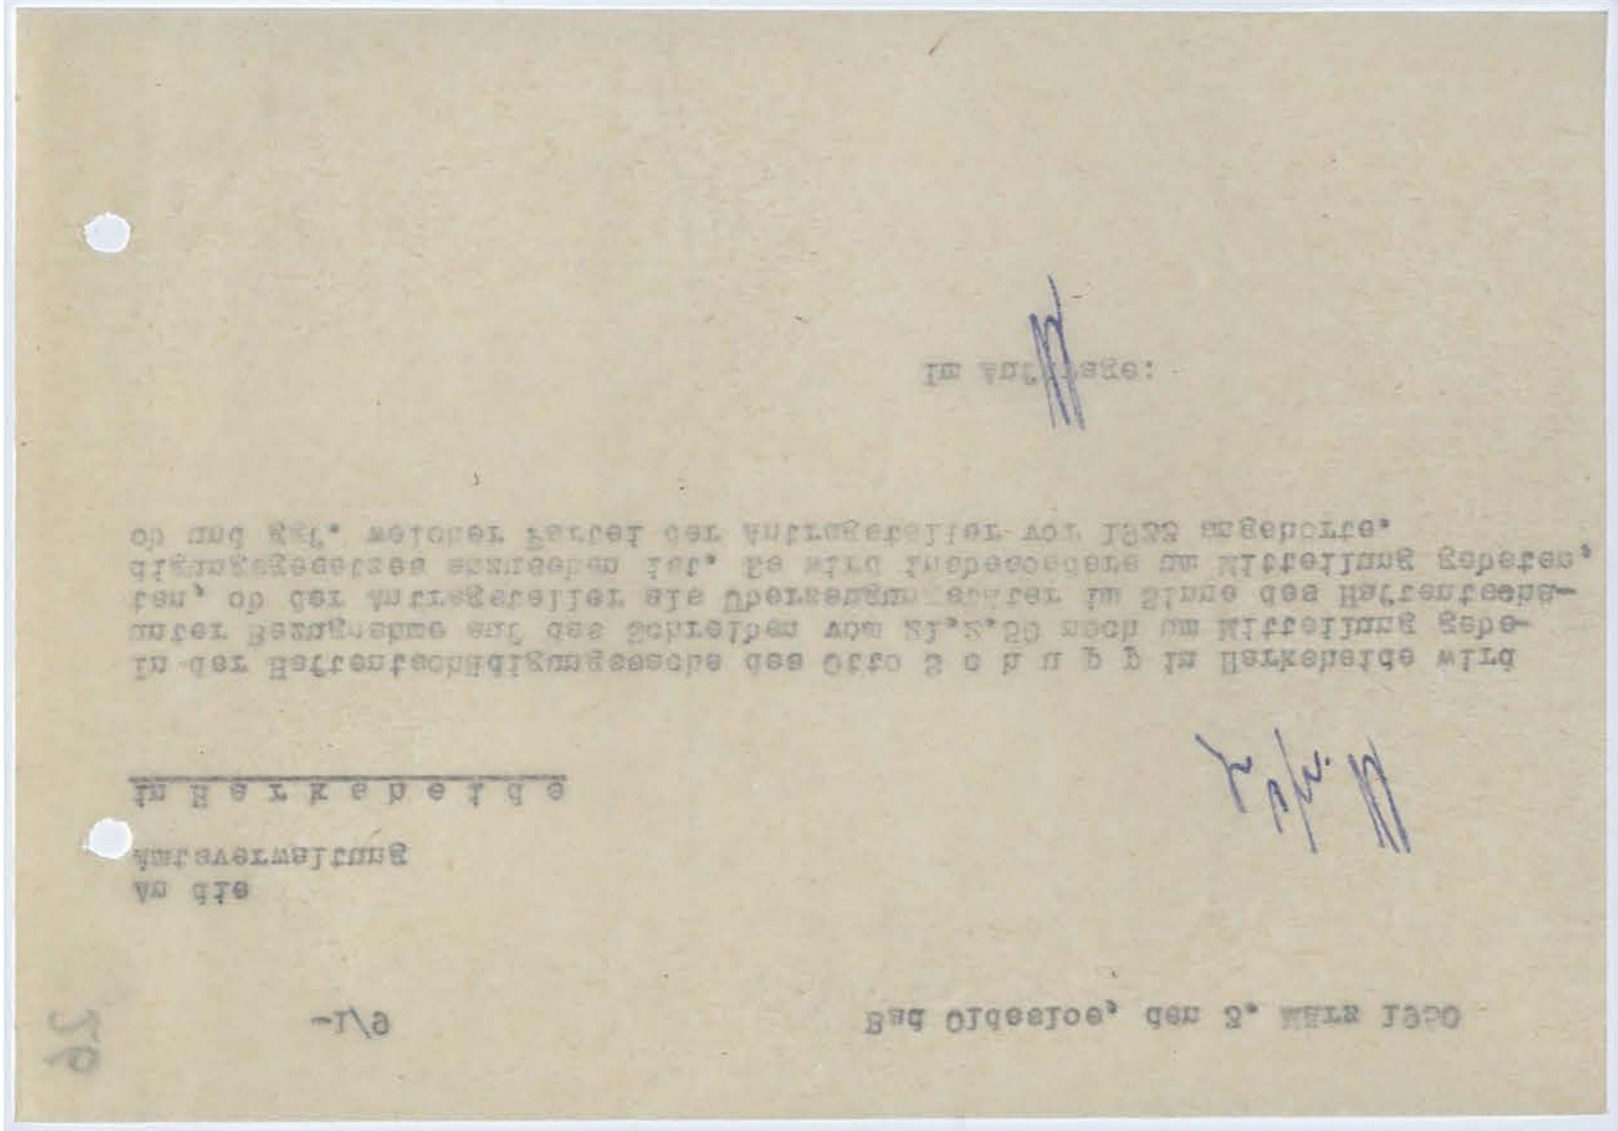 -1/9
Bad Oldesloe, den 3. März 1950
An die
Amtsverwaltung
in H a r k s h e i d e
in der Haftentschädigungssache des Otto S c h u p p in Harksheide wird
unter Bezugnahme auf das Schreiben vom 21.2.50 noch um Mitteilung gebe-
ten, ob der Antragsteller als Überzeugungstäter im Sinne des Haftentschä-
digungsgesetzes anzusehen ist. Es wird insbesondere um Mitteilung gebeten,
ob und ggf. welcher Partei der Antragsteller vor 1933 angehörte.
Im Auftrage: